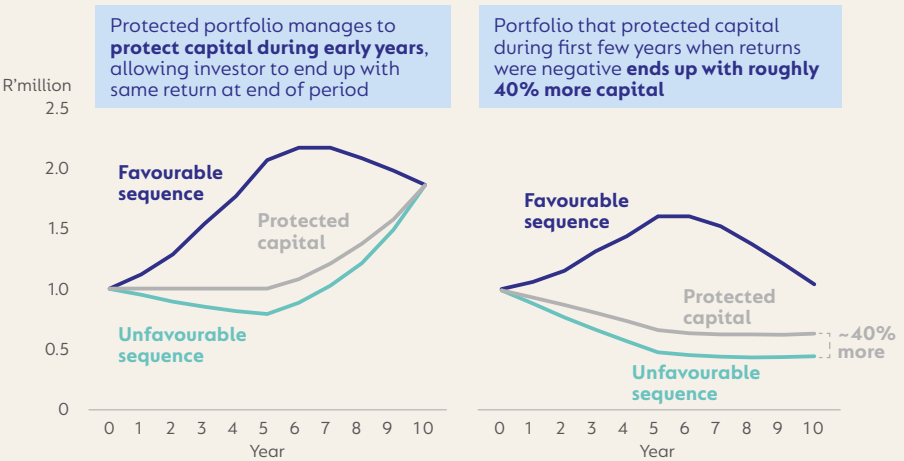 Protected portfolio manages to
protect capital during early years,
allowing investor to end up with
same return at end of period
Portfolio that protected capital
during first few years when returns
were negative ends up with roughly
40% more capital
R’million
2.5
2.0
1.5
1.0
0.5
0
Favourable
sequence
Protected
capital
Unfavourable
sequence
0 1 2 3 4 5 6 7 8 9 10
Year
Favourable
sequence
Protected
capital
~40%
more
Unfavourable
sequence
0 1 2 3 4 5 6 7 8 9 10
Year